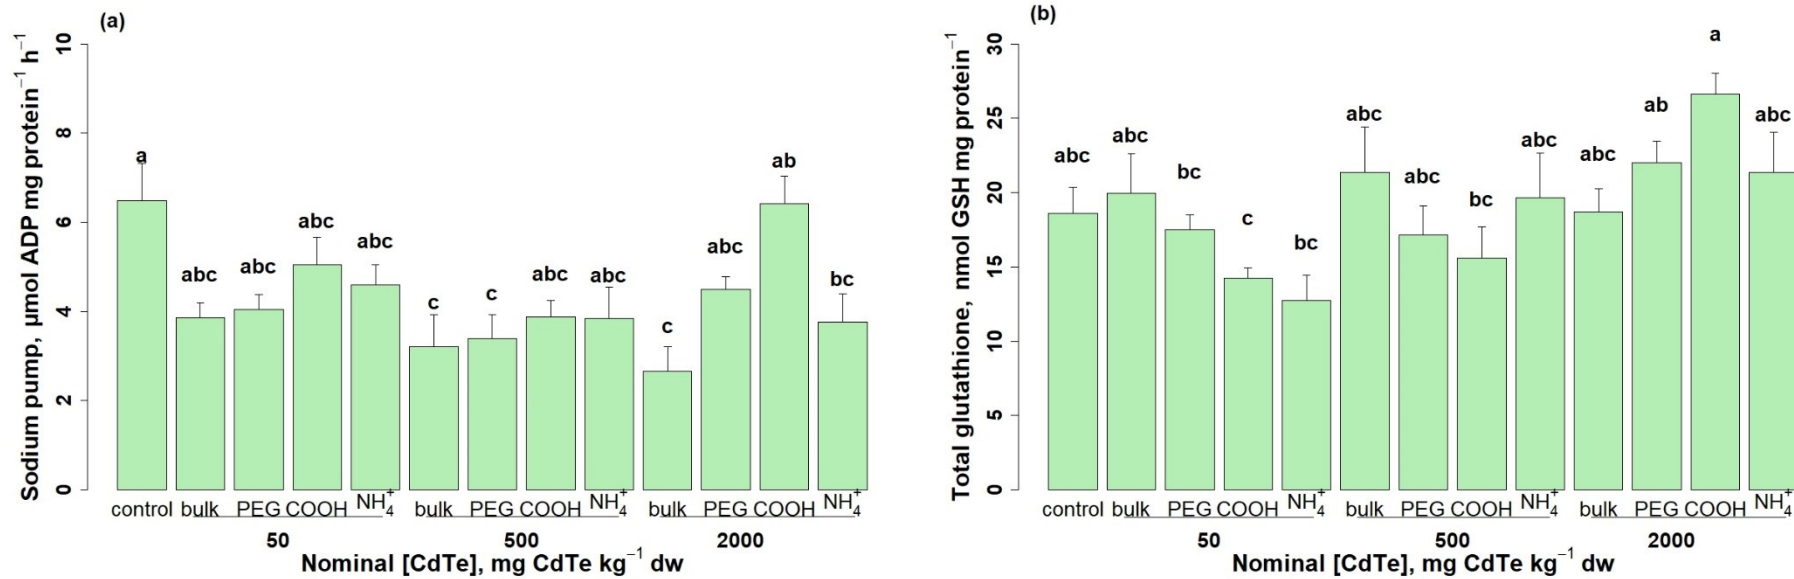 (a)
Sodium pump, µmol ADP mg protein⁻¹ h⁻¹
10
8
6
4
2
0
a
abc
abc
abc
abc
c
c
abc
abc
c
abc
ab
bc
control bulk PEG COOH NH₄⁺ bulk PEG COOH NH₄⁺ bulk PEG COOH NH₄⁺
50 500 2000
Nominal [CdTe], mg CdTe kg⁻¹ dw
(b)
Total glutathione, nmol GSH mg protein⁻¹
30
25
20
15
10
5
0
abc
abc
bc
c
bc
abc
abc
bc
abc
abc
ab
a
abc
control bulk PEG COOH NH₄⁺ bulk PEG COOH NH₄⁺ bulk PEG COOH NH₄⁺
50 500 2000
Nominal [CdTe], mg CdTe kg⁻¹ dw